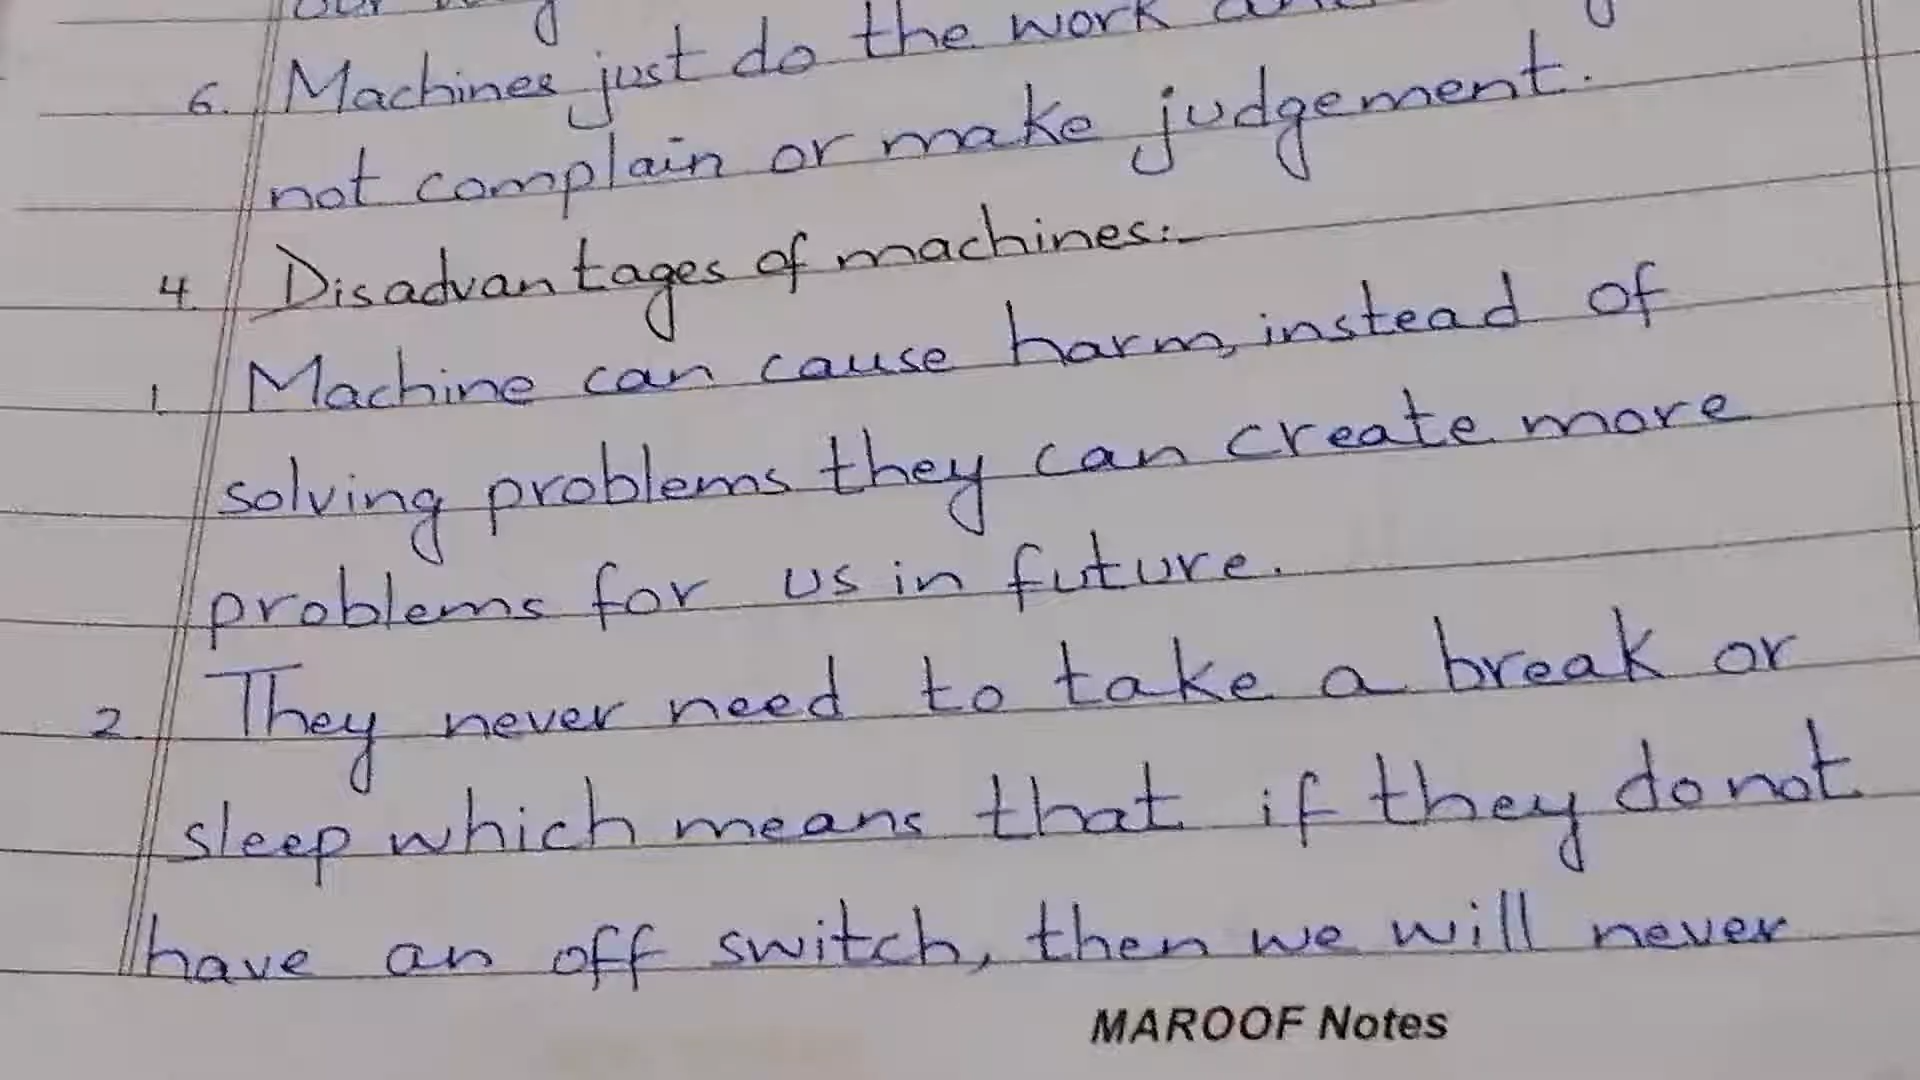 6. Machines just do the work
not complain or make judgement.
4. Disadvantages of machines:-
1. Machine can cause harm, instead of
solving problems they can create more
problems for us in future.
2. They never need to take a break or
sleep which means that if they do not
have an off switch, then we will never
MAROOF Notes